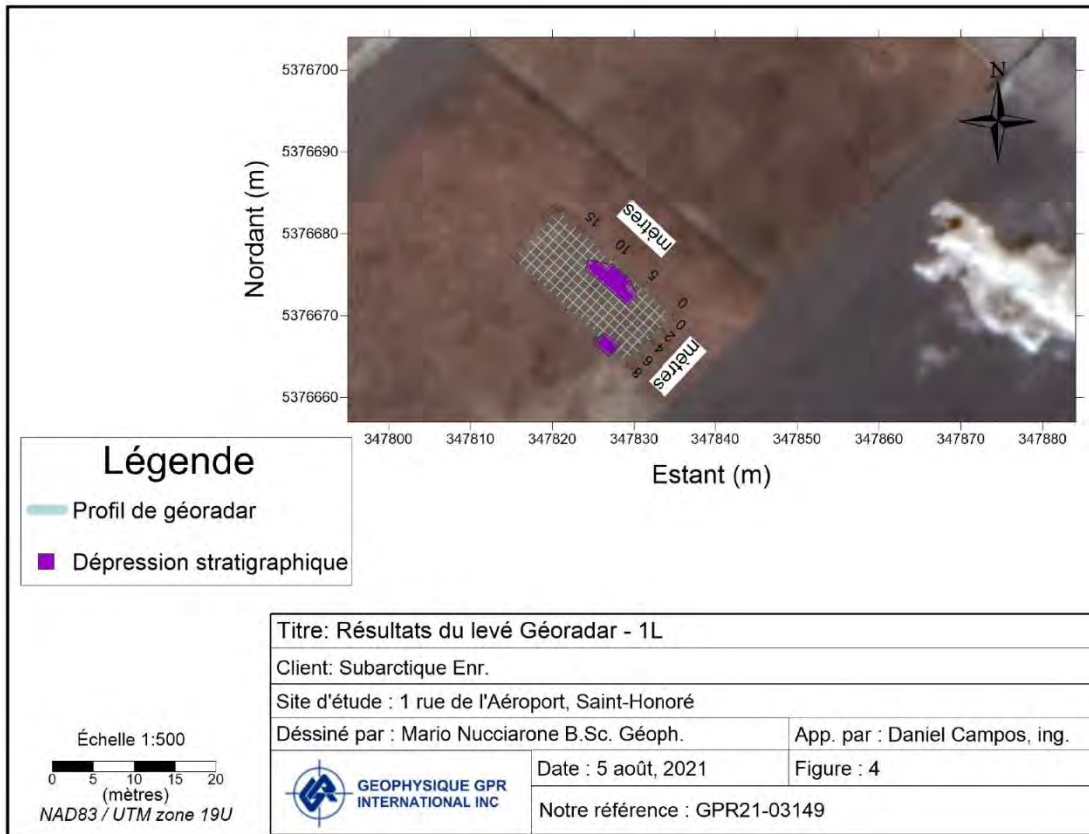 N
5376700
5376690
5376680
5376670
5376660
Nordant (m)
15
mètres
10
5
0
0
2
4
6
8
mètres
347800 347810 347820 347830 347840 347850 347860 347870 347880
Estant (m)
Légende
Profil de géoradar
Dépression stratigraphique
Titre: Résultats du levé Géoradar - 1L
Client: Subarctique Enr.
Site d'étude : 1 rue de l'Aéroport, Saint-Honoré
Déssiné par : Mario Nucciarone B.Sc. Géoph.
App. par : Daniel Campos, ing.
GEOPHYSIQUE GPR
INTERNATIONAL INC
Date : 5 août, 2021
Figure : 4
Notre référence : GPR21-03149
Échelle 1:500
0 5 10 15 20
(mètres)
NAD83 / UTM zone 19U